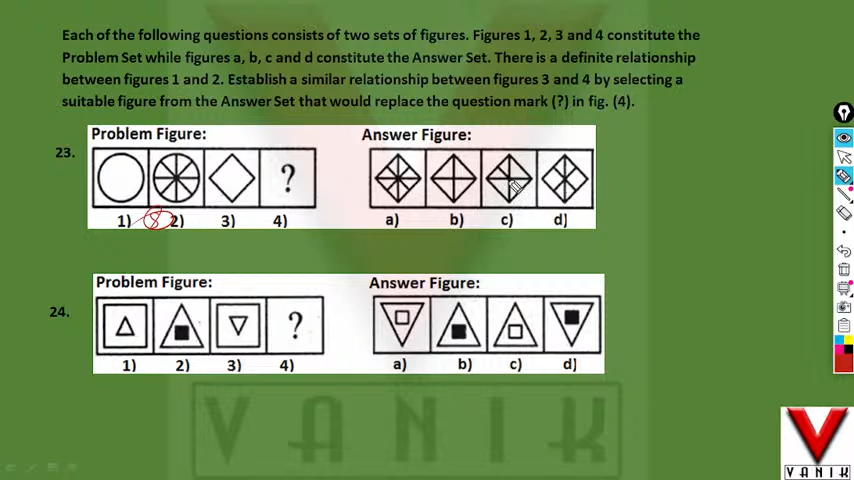 Each of the following questions consists of two sets of figures. Figures 1, 2, 3 and 4 constitute the
Problem Set while figures a, b, c and d constitute the Answer Set. There is a definite relationship
between figures 1 and 2. Establish a similar relationship between figures 3 and 4 by selecting a
suitable figure from the Answer Set that would replace the question mark (?) in fig. (4).
Problem Figure: Answer Figure:
23.
?
1) 8 2) 3) 4) a) b) c) d)
Problem Figure: Answer Figure:
24.
?
1) 2) 3) 4) a) b) c) d)
VANIK
VANIK